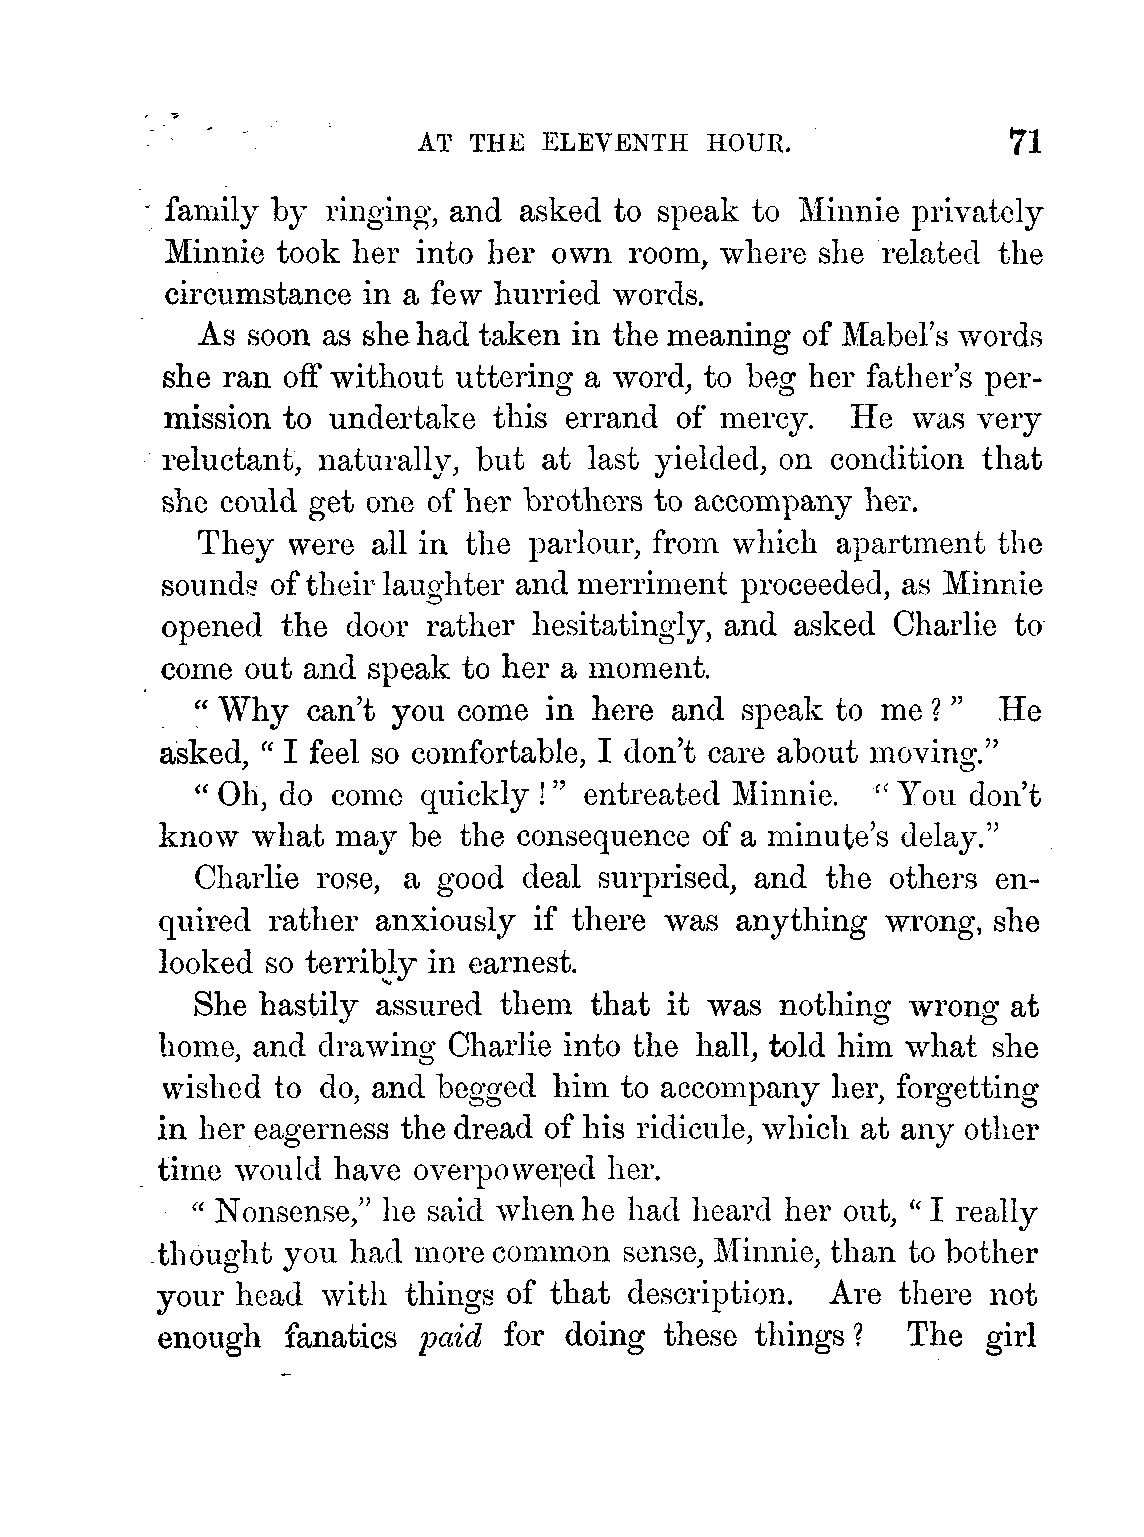 AT THE ELEVENTH HOUR. 71
family by ringing, and asked to speak to Minnie privately
Minnie took her into her own room, where she related the
circumstance in a few hurried words.
As soon as she had taken in the meaning of Mabel's words
she ran off without uttering a word, to beg her father's per-
mission to undertake this errand of mercy. He was very
reluctant, naturally, but at last yielded, on condition that
she could get one of her brothers to accompany her.
They were all in the parlour, from which apartment the
sounds of their laughter and merriment proceeded, as Minnie
opened the door rather hesitatingly, and asked Charlie to
come out and speak to her a moment.
“ Why can't you come in here and speak to me ? ” He
asked, “ I feel so comfortable, I don't care about moving.”
“ Oh, do come quickly ! ” entreated Minnie. “ You don't
know what may be the consequence of a minute's delay.”
Charlie rose, a good deal surprised, and the others en-
quired rather anxiously if there was anything wrong, she
looked so terribly in earnest.
She hastily assured them that it was nothing wrong at
home, and drawing Charlie into the hall, told him what she
wished to do, and begged him to accompany her, forgetting
in her eagerness the dread of his ridicule, which at any other
time would have overpowered her.
“ Nonsense,” he said when he had heard her out, “ I really
thought you had more common sense, Minnie, than to bother
your head with things of that description. Are there not
enough fanatics paid for doing these things ? The girl